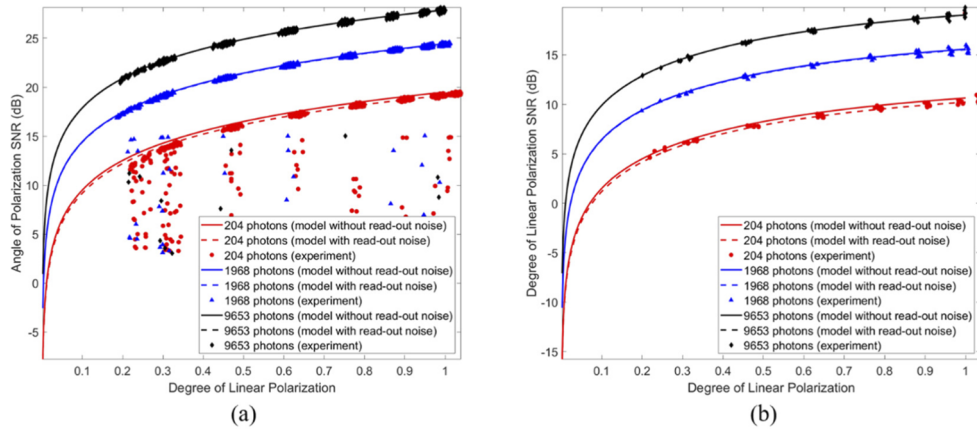 Angle of Polarization SNR (dB)
25
20
15
10
5
0
-5
204 photons (model without read-out noise)
204 photons (model with read-out noise)
204 photons (experiment)
1968 photons (model without read-out noise)
1968 photons (model with read-out noise)
1968 photons (experiment)
9653 photons (model without read-out noise)
9653 photons (model with read-out noise)
9653 photons (experiment)
0.1 0.2 0.3 0.4 0.5 0.6 0.7 0.8 0.9 1
Degree of Linear Polarization
(a)
Degree of Linear Polarization SNR (dB)
20
15
10
5
0
-5
-10
-15
204 photons (model without read-out noise)
204 photons (model with read-out noise)
204 photons (experiment)
1968 photons (model without read-out noise)
1968 photons (model with read-out noise)
1968 photons (experiment)
9653 photons (model without read-out noise)
9653 photons (model with read-out noise)
9653 photons (experiment)
0.1 0.2 0.3 0.4 0.5 0.6 0.7 0.8 0.9 1
Degree of Linear Polarization
(b)